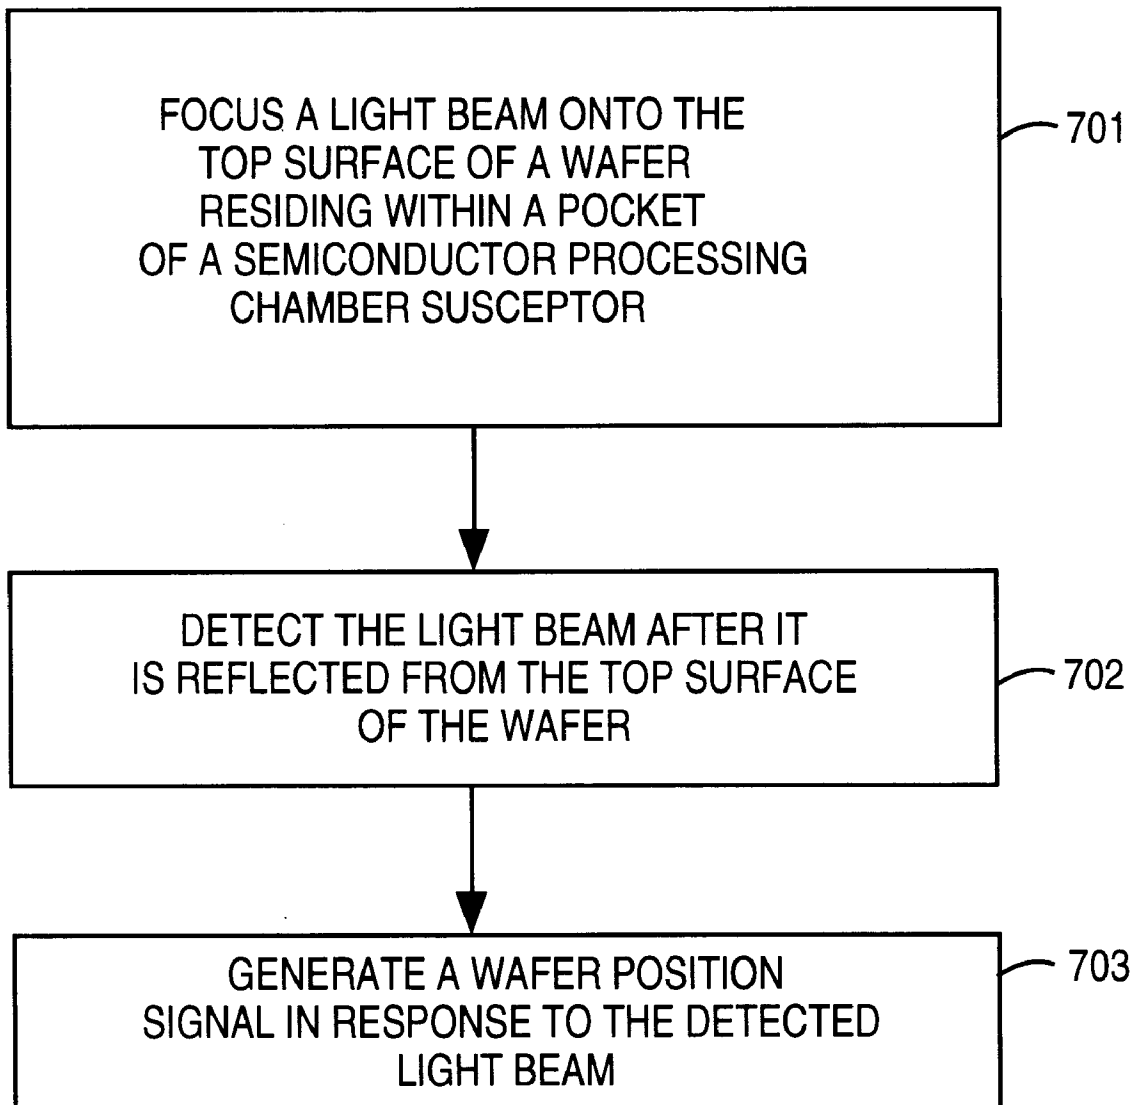 FOCUS A LIGHT BEAM ONTO THE
TOP SURFACE OF A WAFER
RESIDING WITHIN A POCKET
OF A SEMICONDUCTOR PROCESSING
CHAMBER SUSCEPTOR
701
DETECT THE LIGHT BEAM AFTER IT
IS REFLECTED FROM THE TOP SURFACE
OF THE WAFER
702
GENERATE A WAFER POSITION
SIGNAL IN RESPONSE TO THE DETECTED
LIGHT BEAM
703